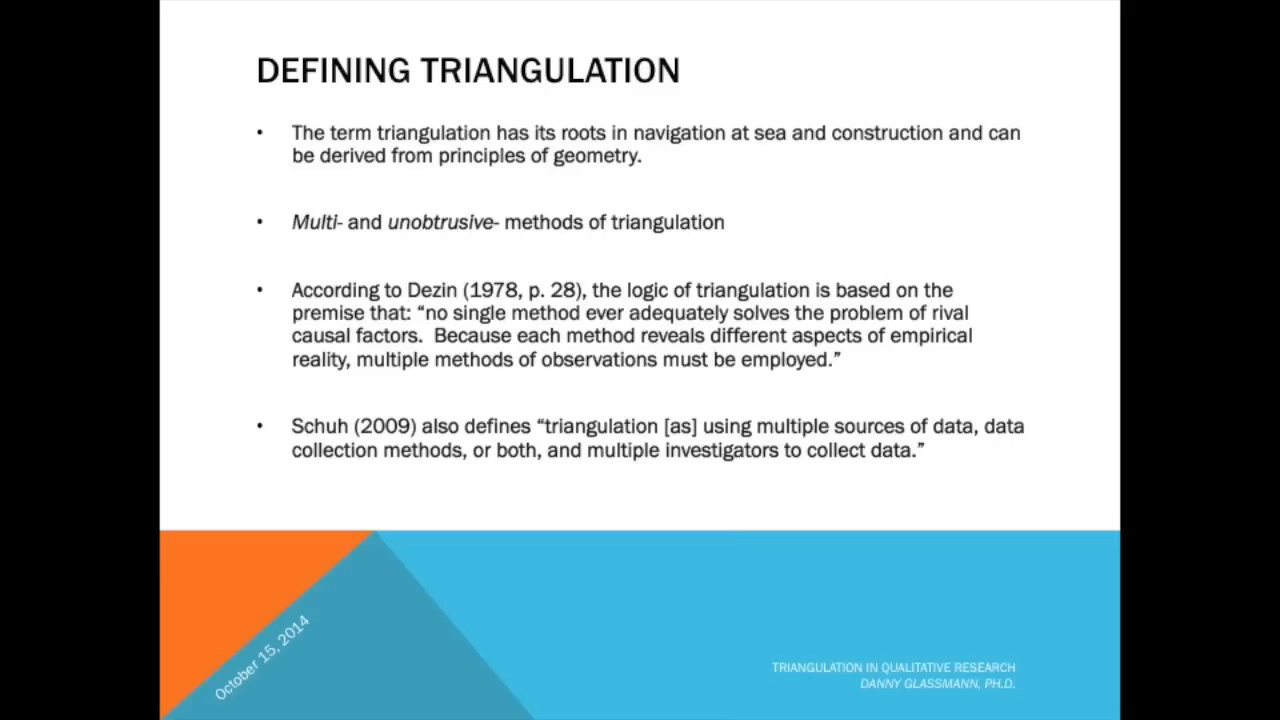 DEFINING TRIANGULATION
• The term triangulation has its roots in navigation at sea and construction and can
be derived from principles of geometry.
• Multi- and unobtrusive- methods of triangulation
• According to Dezin (1978, p. 28), the logic of triangulation is based on the
premise that: “no single method ever adequately solves the problem of rival
causal factors.  Because each method reveals different aspects of empirical
reality, multiple methods of observations must be employed.”
• Schuh (2009) also defines “triangulation [as] using multiple sources of data, data
collection methods, or both, and multiple investigators to collect data.”
October 15, 2014
TRIANGULATION IN QUALITATIVE RESEARCH
DANNY GLASSMANN, PH.D.